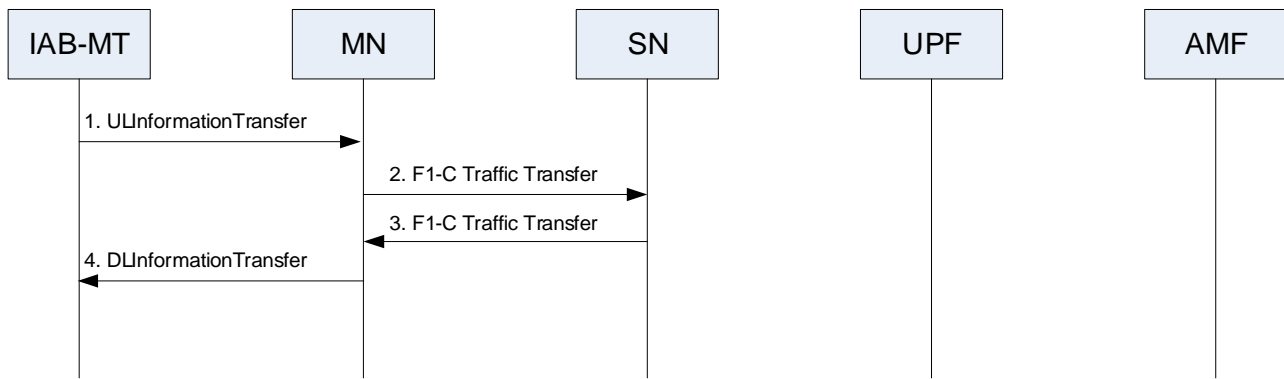 IAB-MT
MN
SN
UPF
AMF
1. ULInformationTransfer
2. F1-C Traffic Transfer
3. F1-C Traffic Transfer
4. DLInformationTransfer